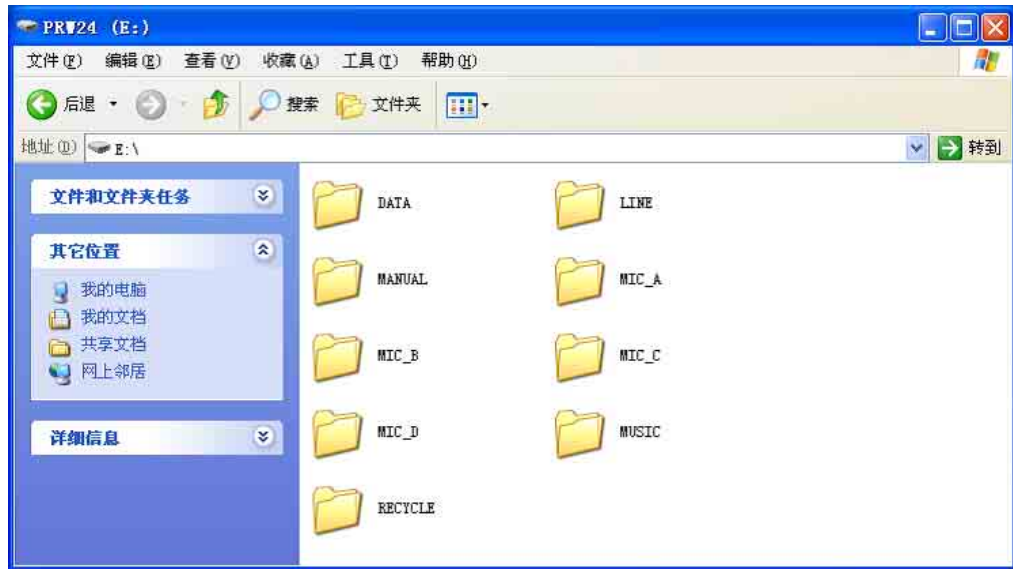 PRW24 (E:)
文件(F) 编辑(E) 查看(V) 收藏(A) 工具(T) 帮助(H)
后退 搜索 文件夹
地址(D) E:\ 转到
文件和文件夹任务
其它位置
我的电脑
我的文档
共享文档
网上邻居
详细信息
DATA LINE
MANUAL MIC_A
MIC_B MIC_C
MIC_D MUSIC
RECYCLE